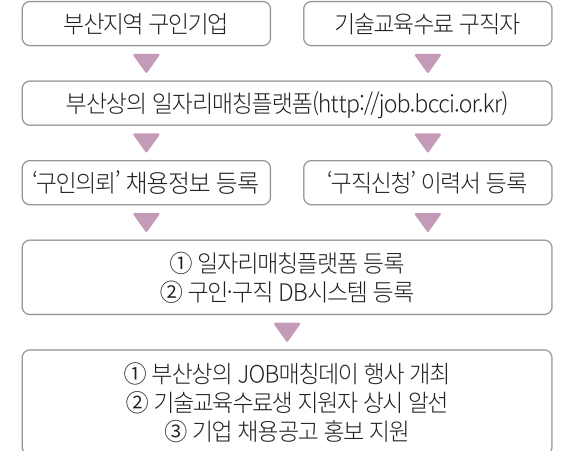 부산지역 구인기업
기술교육수료 구직자
부산상의 일자리매칭플랫폼(http://job.bcci.or.kr)
‘구인의뢰’ 채용정보 등록
‘구직신청’ 이력서 등록
① 일자리매칭플랫폼 등록
② 구인·구직 DB시스템 등록
① 부산상의 JOB매칭데이 행사 개최
② 기술교육수료생 지원자 상시 알선
③ 기업 채용공고 홍보 지원